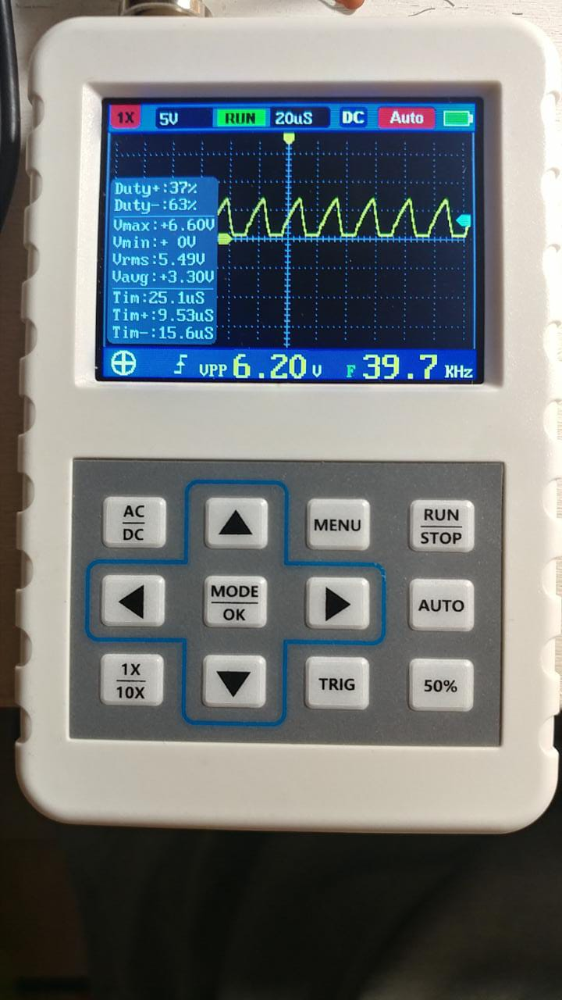 1X 5V RUN 20uS DC Auto
Duty+:37%
Duty-:63%
Vmax:+6.60V
Vmin:+ 0V
Vrms:5.49V
Vavg:+3.30V
Tim:25.1uS
Tim+:9.53uS
Tim-:15.6uS
VPP 6.20 V F 39.7 KHz
AC
DC
MENU
RUN
STOP
MODE
OK
AUTO
1X
10X
TRIG
50%